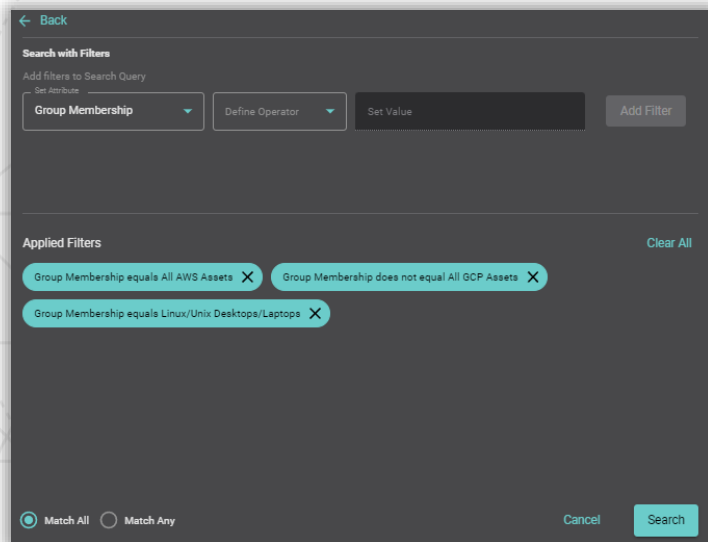 Back
Search with Filters
Add filters to Search Query
Set Attribute
Group Membership
Define Operator
Set Value
Add Filter
Applied Filters
Clear All
Group Membership equals All AWS Assets
Group Membership does not equal All GCP Assets
Group Membership equals Linux/Unix Desktops/Laptops
Match All
Match Any
Cancel
Search